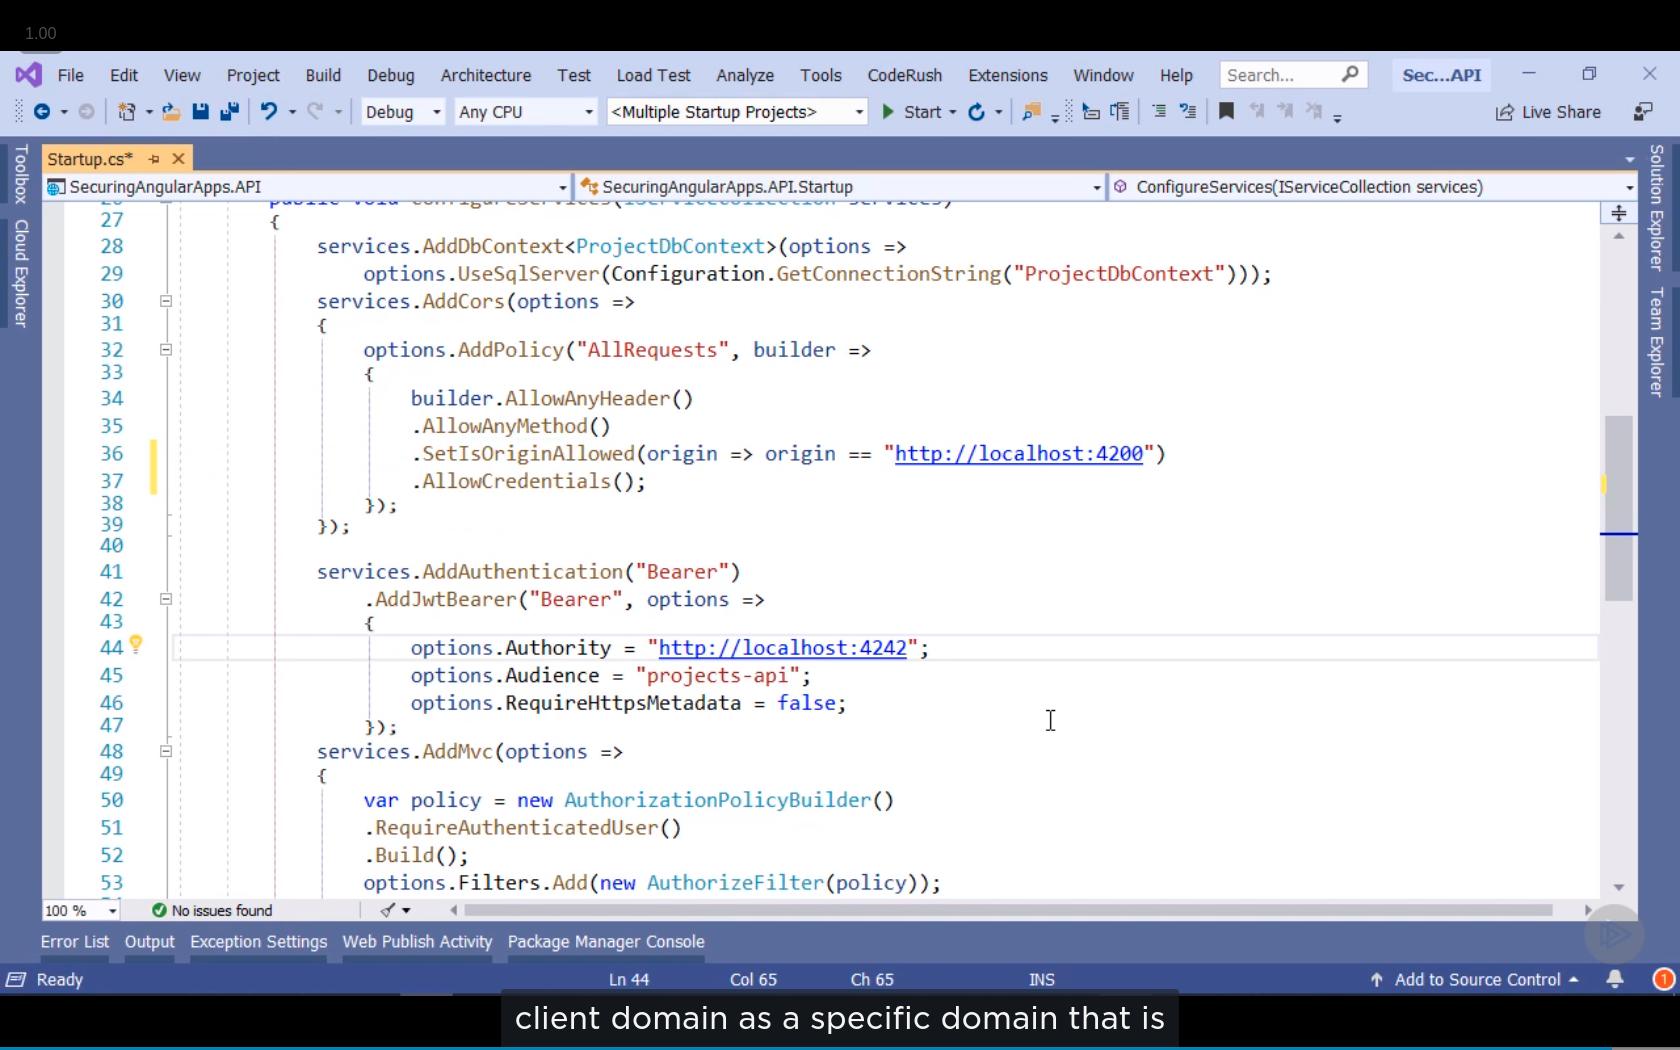 1.00
File Edit View Project Build Debug Architecture Test Load Test Analyze Tools CodeRush Extensions Window Help Search... Sec...API
Debug Any CPU <Multiple Startup Projects> Start Live Share
Startup.cs*
SecuringAngularApps.API SecuringAngularApps.API.Startup ConfigureServices(IServiceCollection services)
Toolbox
Cloud Explorer
Solution Explorer
Team Explorer
26 public void ConfigureServices(IServiceCollection services)
27 {
28 services.AddDbContext<ProjectDbContext>(options =>
29 options.UseSqlServer(Configuration.GetConnectionString("ProjectDbContext")));
30 services.AddCors(options =>
31 {
32 options.AddPolicy("AllRequests", builder =>
33 {
34 builder.AllowAnyHeader()
35 .AllowAnyMethod()
36 .SetIsOriginAllowed(origin => origin == "http://localhost:4200")
37 .AllowCredentials();
38 });
39 });
40
41 services.AddAuthentication("Bearer")
42 .AddJwtBearer("Bearer", options =>
43 {
44 options.Authority = "http://localhost:4242";
45 options.Audience = "projects-api";
46 options.RequireHttpsMetadata = false;
47 });
48 services.AddMvc(options =>
49 {
50 var policy = new AuthorizationPolicyBuilder()
51 .RequireAuthenticatedUser()
52 .Build();
53 options.Filters.Add(new AuthorizeFilter(policy));
100 % No issues found
Error List Output Exception Settings Web Publish Activity Package Manager Console
Ready Ln 44 Col 65 Ch 65 INS Add to Source Control 1
client domain as a specific domain that is